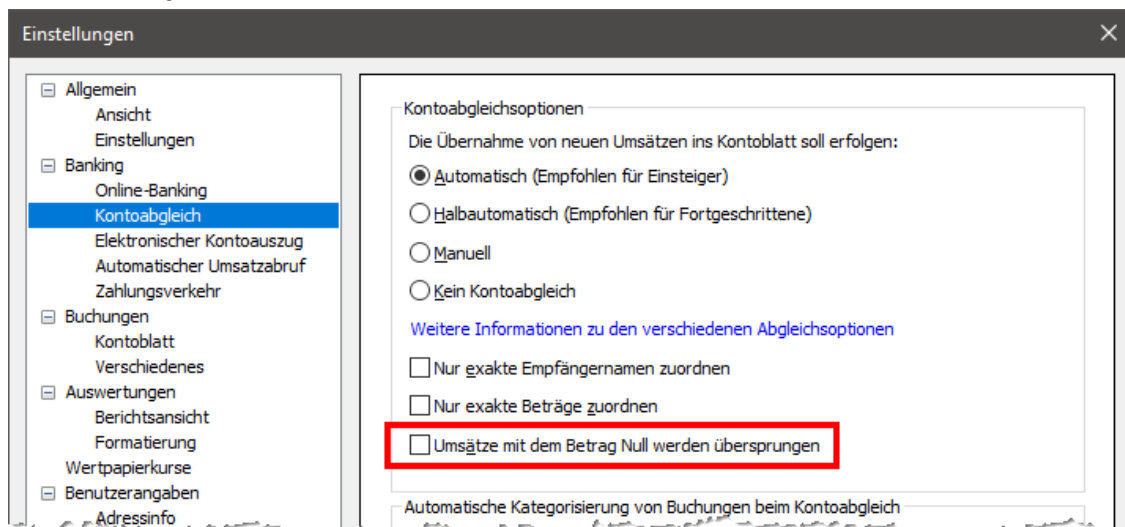 Einstellungen
Allgemein
Ansicht
Einstellungen
Banking
Online-Banking
Kontoabgleich
Elektronischer Kontoauszug
Automatischer Umsatzabruf
Zahlungsverkehr
Buchungen
Kontoblatt
Verschiedenes
Auswertungen
Berichtsansicht
Formatierung
Wertpapierkurse
Benutzerangaben
Adressinfo
Kontoabgleichsoptionen
Die Übernahme von neuen Umsätzen ins Kontoblatt soll erfolgen:
Automatisch (Empfohlen für Einsteiger)
Halbautomatisch (Empfohlen für Fortgeschrittene)
Manuell
Kein Kontoabgleich
Weitere Informationen zu den verschiedenen Abgleichsoptionen
Nur exakte Empfängernamen zuordnen
Nur exakte Beträge zuordnen
Umsätze mit dem Betrag Null werden übersprungen
Automatische Kategorisierung von Buchungen beim Kontoabgleich